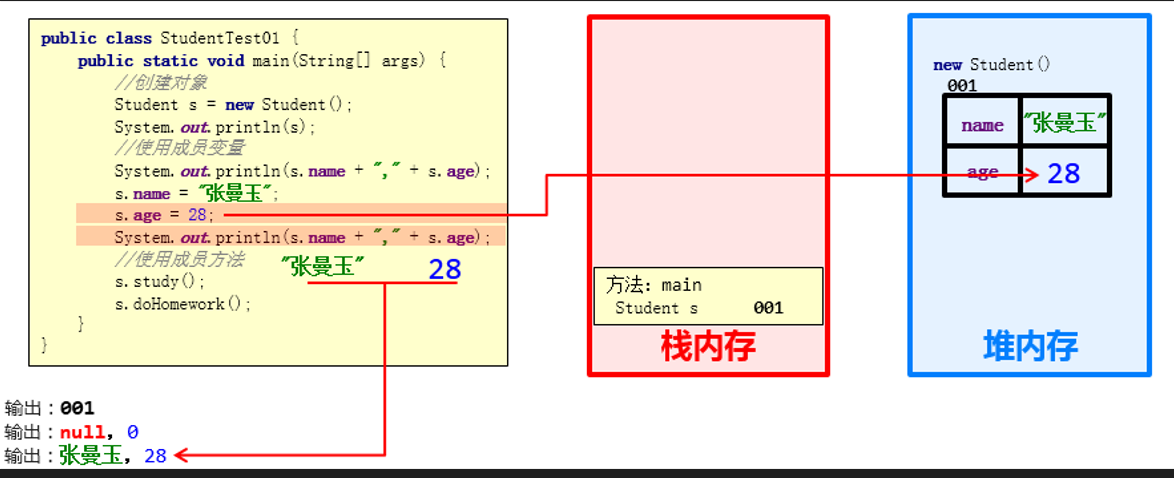 public class StudentTest01 {
public static void main(String[] args) {
//创建对象
Student s = new Student();
System.out.println(s);
//使用成员变量
System.out.println(s.name + "," + s.age);
s.name = "张曼玉";
s.age = 28;
System.out.println(s.name + "," + s.age);
//使用成员方法
"张曼玉" 28
s.study();
s.doHomework();
}
}
输出：001
输出：null, 0
输出：张曼玉, 28
方法: main
Student s 001
栈内存
new Student()
001
name "张曼玉"
age 28
堆内存